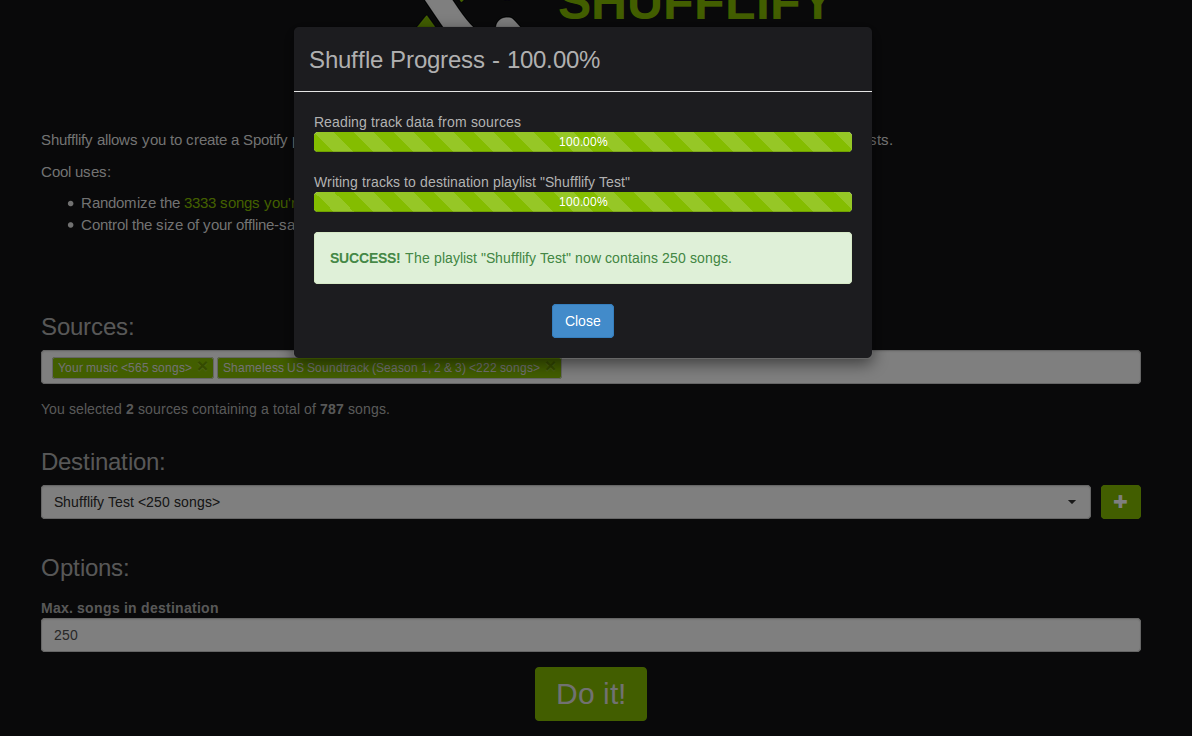 SHUFFLIFY
Shuffle Progress - 100.00%
Reading track data from sources
100.00%
Shufflify allows you to create a Spotify
sts.
Cool uses:
Writing tracks to destination playlist "Shufflify Test"
100.00%
Randomize the 3333 songs you'r
Control the size of your offline-sa
SUCCESS! The playlist "Shufflify Test" now contains 250 songs.
Close
Sources:
Your music <565 songs> × Shameless US Soundtrack (Season 1, 2 & 3) <222 songs> ×
You selected 2 sources containing a total of 787 songs.
Destination:
Shufflify Test <250 songs>
Options:
Max. songs in destination
250
Do it!